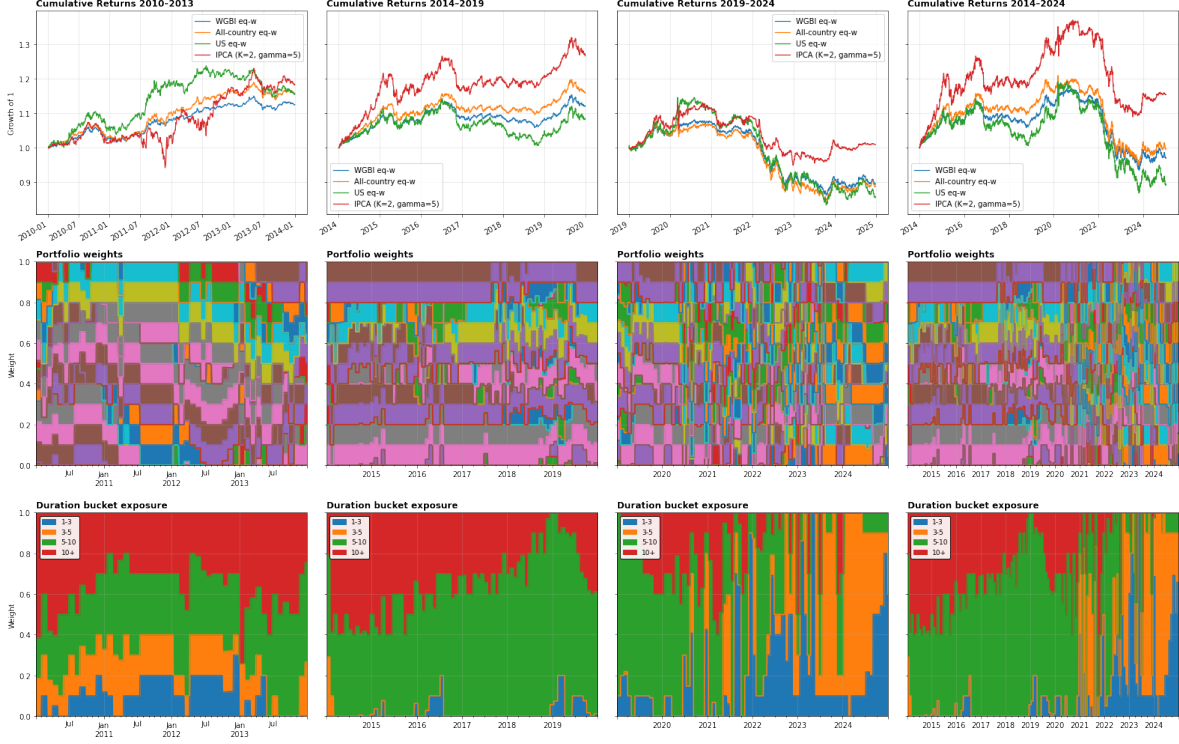 Cumulative Returns 2010–2013
Cumulative Returns 2014–2019
Cumulative Returns 2019–2024
Cumulative Returns 2014–2024
Growth of 1
1.3
1.2
1.1
1.0
0.9
WGBI eq-w
All-country eq-w
US eq-w
IPCA (K=2, gamma=5)
2010-01
2010-07
2011-01
2011-07
2012-01
2012-07
2013-01
2013-07
2014-01
WGBI eq-w
All-country eq-w
US eq-w
IPCA (K=2, gamma=5)
2014
2015
2016
2017
2018
2019
2020
WGBI eq-w
All-country eq-w
US eq-w
IPCA (K=2, gamma=5)
2019
2020
2021
2022
2023
2024
2025
WGBI eq-w
All-country eq-w
US eq-w
IPCA (K=2, gamma=5)
2014
2016
2018
2020
2022
2024
Portfolio weights
Portfolio weights
Portfolio weights
Portfolio weights
Weight
1.0
0.8
0.6
0.4
0.2
0.0
Jul
Jan
2011
Jul
Jan
2012
Jul
Jan
2013
Jul
2015
2016
2017
2018
2019
2020
2021
2022
2023
2024
2015
2016
2017
2018
2019
2020
2021
2022
2023
2024
Duration bucket exposure
Duration bucket exposure
Duration bucket exposure
Duration bucket exposure
Weight
1.0
0.8
0.6
0.4
0.2
0.0
1-3
3-5
5-10
10+
Jul
Jan
2011
Jul
Jan
2012
Jul
Jan
2013
Jul
1-3
3-5
5-10
10+
2015
2016
2017
2018
2019
1-3
3-5
5-10
10+
2020
2021
2022
2023
2024
1-3
3-5
5-10
10+
2015
2016
2017
2018
2019
2020
2021
2022
2023
2024